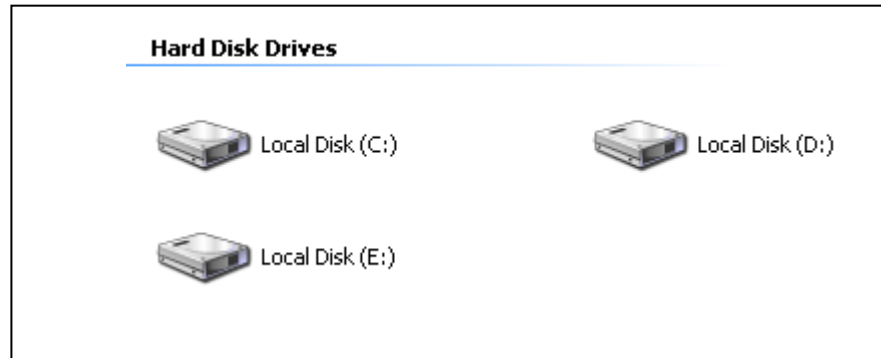 Hard Disk Drives
Local Disk (C:)
Local Disk (D:)
Local Disk (E:)